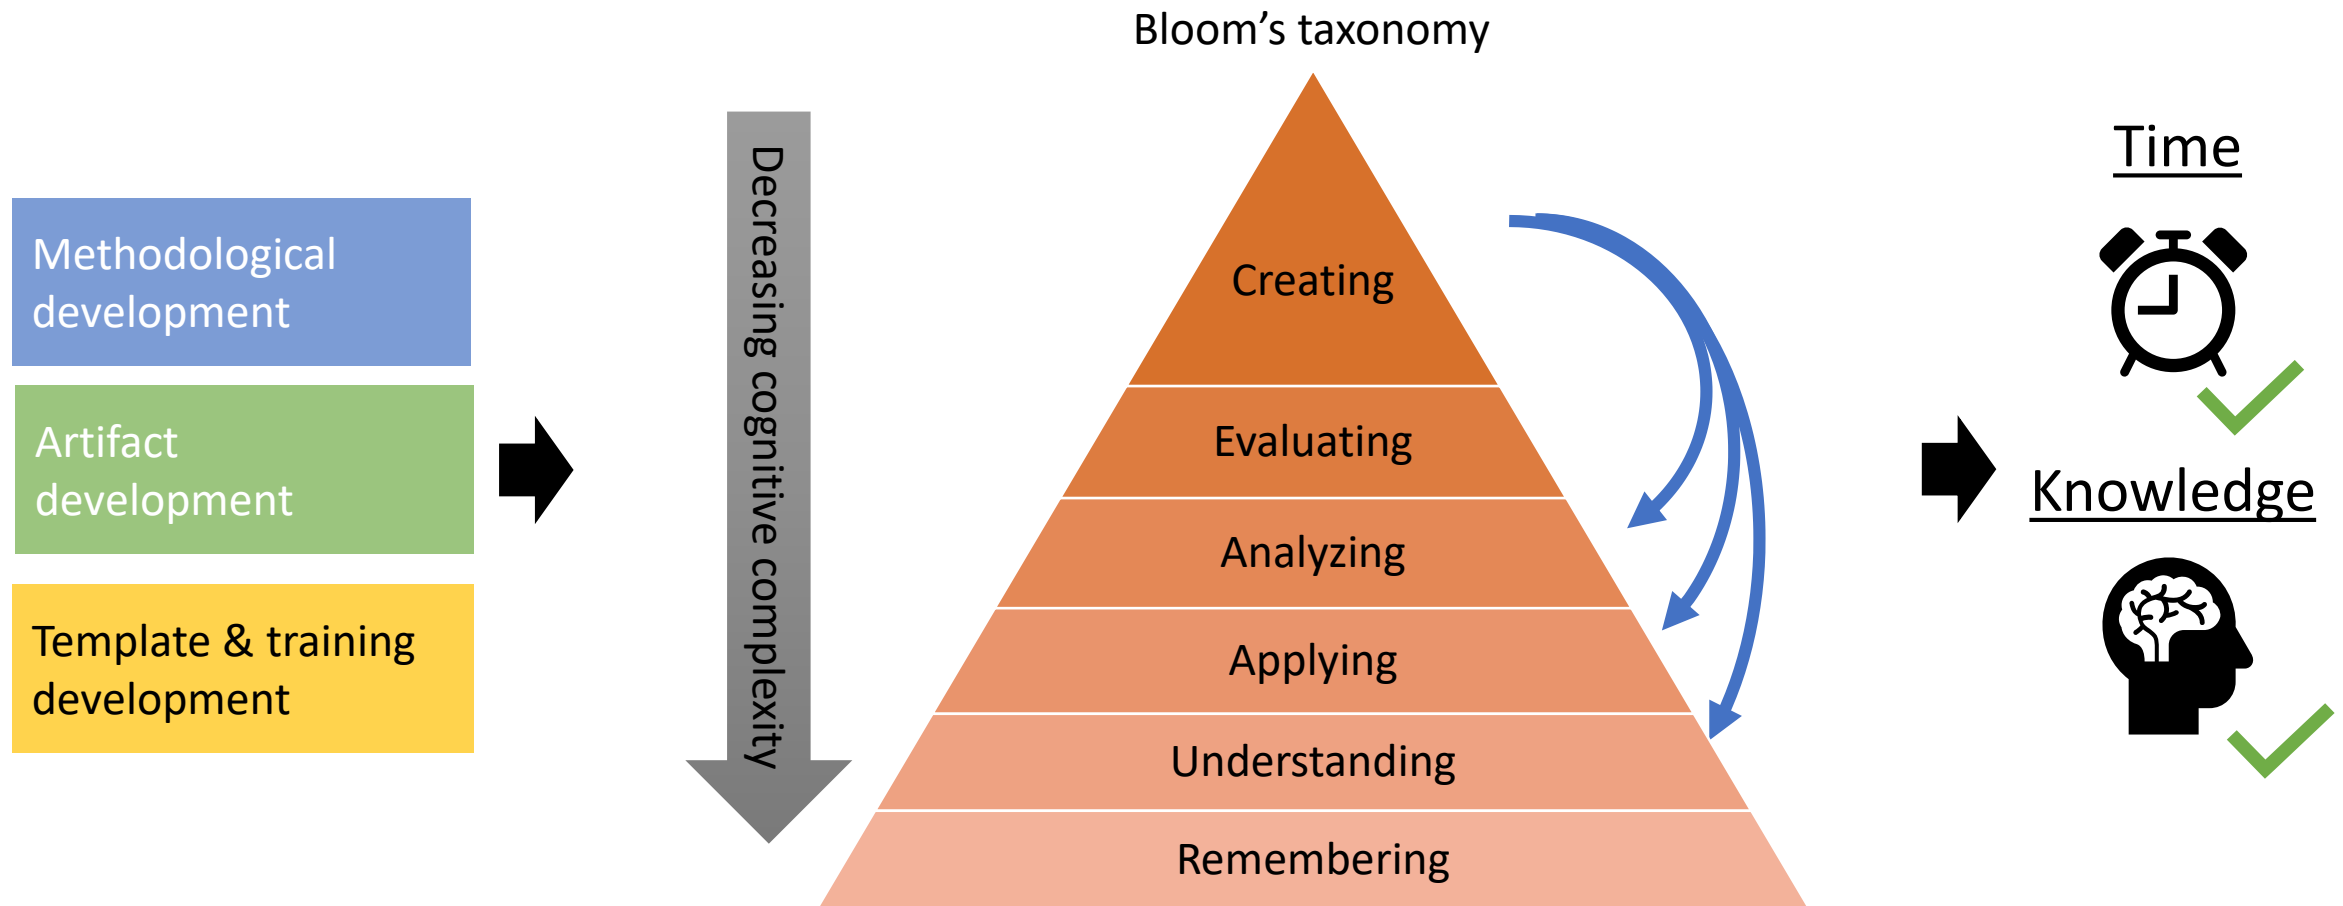 Bloom’s taxonomy
Methodological
development
Artifact
development
Template & training
development
Decreasing cognitive complexity
Creating
Evaluating
Analyzing
Applying
Understanding
Remembering
Time
Knowledge